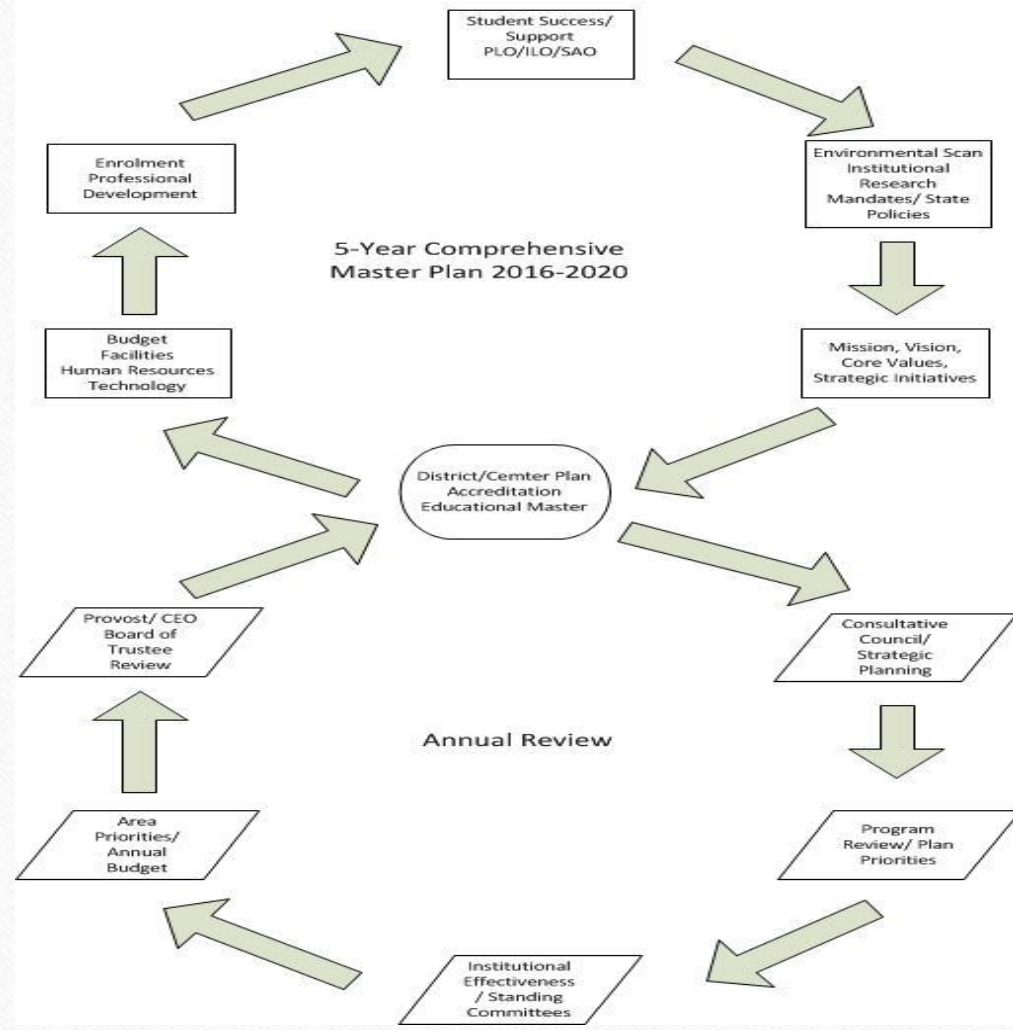 Student Success/
Support
PLO/ILO/SAO
Enrolment
Professional
Development
Environmental Scan
Institutional
Research
Mandates/ State
Policies
5-Year Comprehensive
Master Plan 2016-2020
Budget
Facilities
Human Resources
Technology
Mission, Vision,
Core Values,
Strategic Initiatives
District/Cemter Plan
Accreditation
Educational Master
Provost/ CEO
Board of
Trustee
Review
Consultative
Council/
Strategic
Planning
Annual Review
Area
Priorities/
Annual
Budget
Program
Review/ Plan
Priorities
Institutional
Effectiveness
/ Standing
Committees